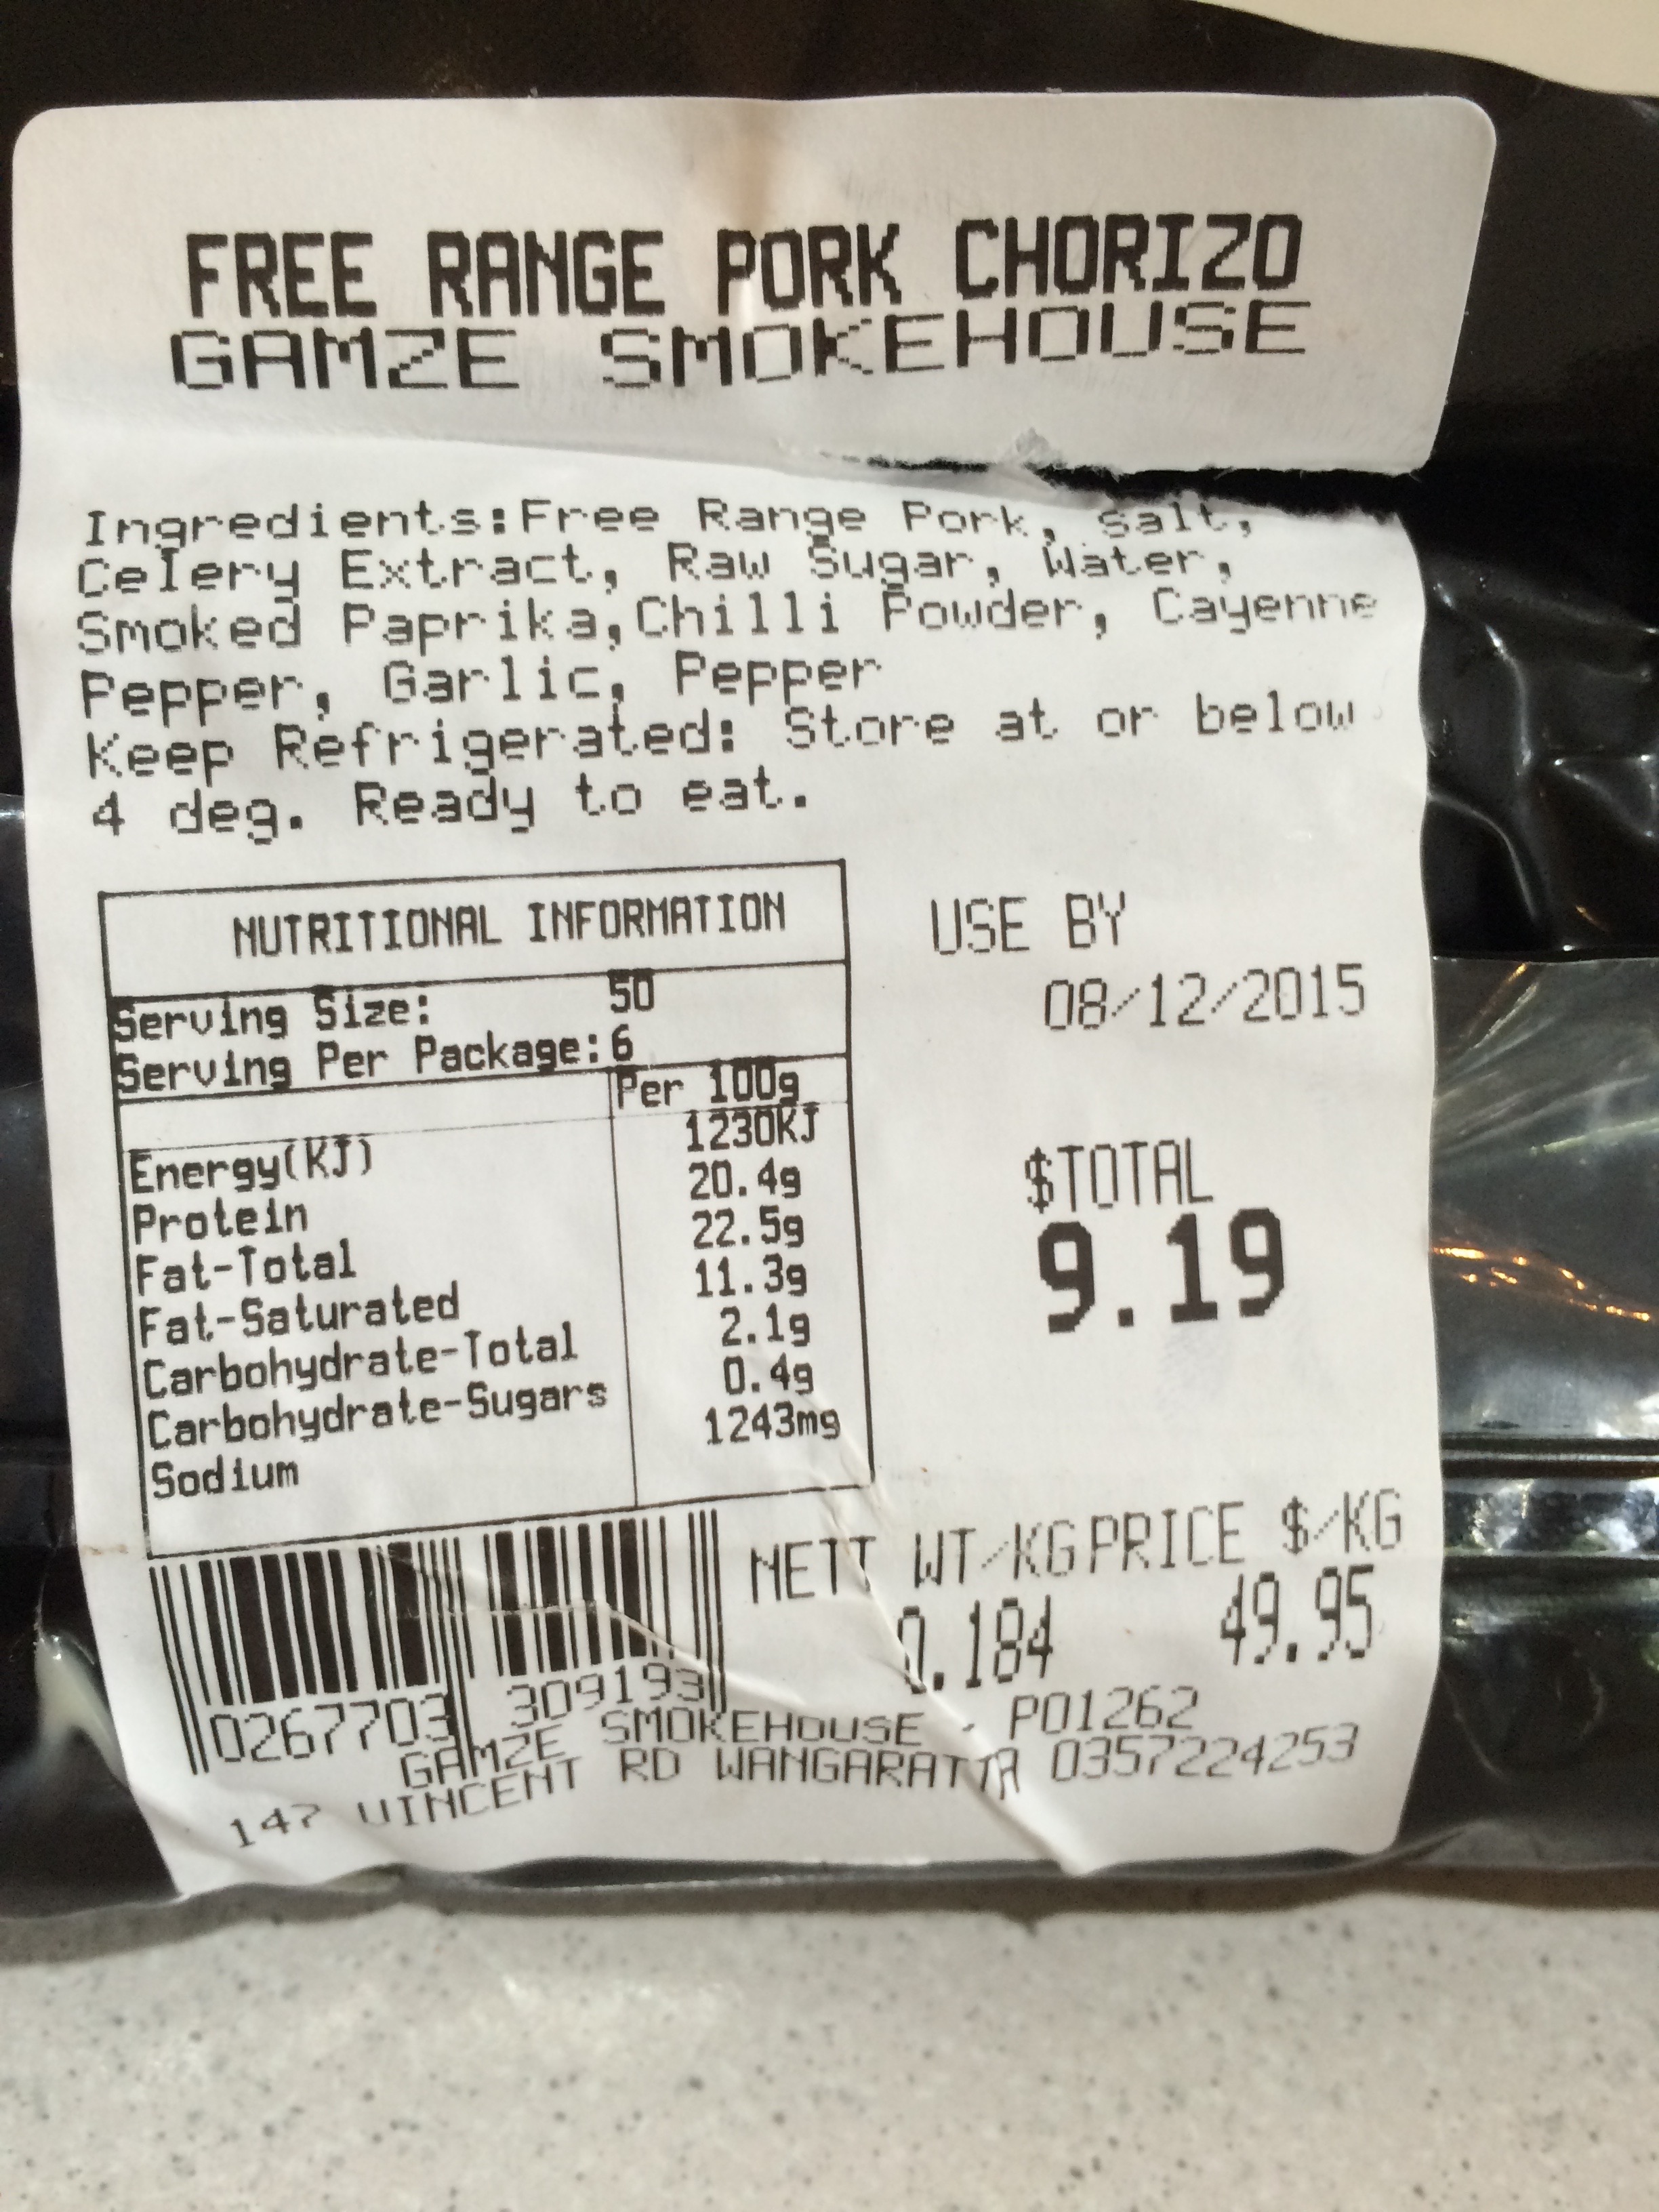 FREE RANGE PORK CHORIZO
GAMZE SMOKEHOUSE
Ingredients:Free Range Pork, salt,
Celery Extract, Raw Sugar, Water,
Smoked Paprika,Chilli Powder, Cayenne
Pepper, Garlic, Pepper
Keep Refrigerated: Store at or below
4 deg. Ready to eat.
NUTRITIONAL INFORMATION
Serving Size: 50
Serving Per Package:6
Per 100g
Energy(KJ) 1230KJ
Protein 20.4g
Fat-Total 22.5g
Fat-Saturated 11.3g
Carbohydrate-Total 2.1g
Carbohydrate-Sugars 0.4g
Sodium 1243mg
USE BY
08/12/2015
$TOTAL
9.19
NETT WT/KG PRICE $/KG
0.184 49.95
0267703 309193
GAMZE SMOKEHOUSE - P01262
147 VINCENT RD WANGARATTA 0357224253